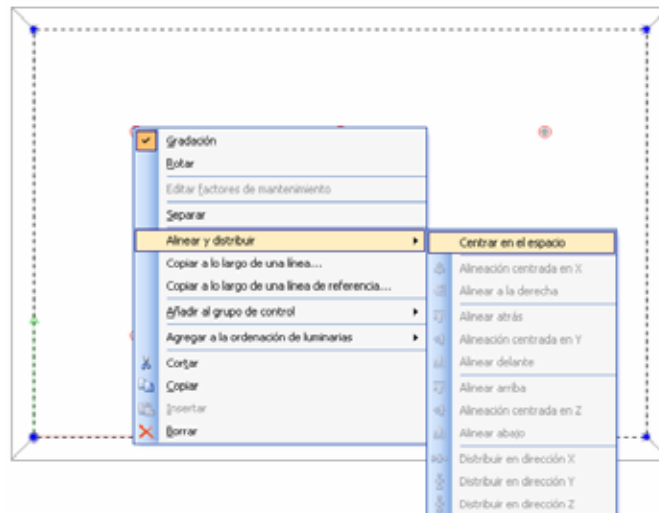 Gradación
Rotar
Editar factores de mantenimiento
Separar
Alinear y distribuir
Copiar a lo largo de una línea...
Copiar a lo largo de una línea de referencia...
Añadir al grupo de control
Agregar a la ordenación de luminarias
Cortar
Copiar
Insertar
Borrar
Centrar en el espacio
Alineación centrada en X
Alinear a la derecha
Alinear atrás
Alineación centrada en Y
Alinear delante
Alinear arriba
Alineación centrada en Z
Alinear abajo
Distribuir en dirección X
Distribuir en dirección Y
Distribuir en dirección Z